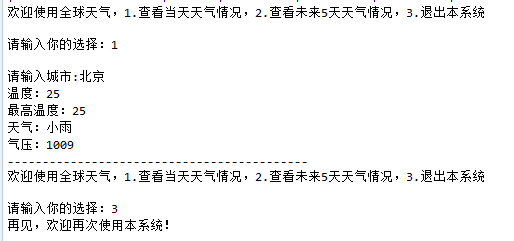 欢迎使用全球天气，1.查看当天天气情况，2.查看未来5天天气情况，3.退出本系统
请输入你的选择：1
请输入城市:北京
温度：25
最高温度：25
天气：小雨
气压：1009
-------------------------------------------
欢迎使用全球天气，1.查看当天天气情况，2.查看未来5天天气情况，3.退出本系统
请输入你的选择：3
再见，欢迎再次使用本系统！